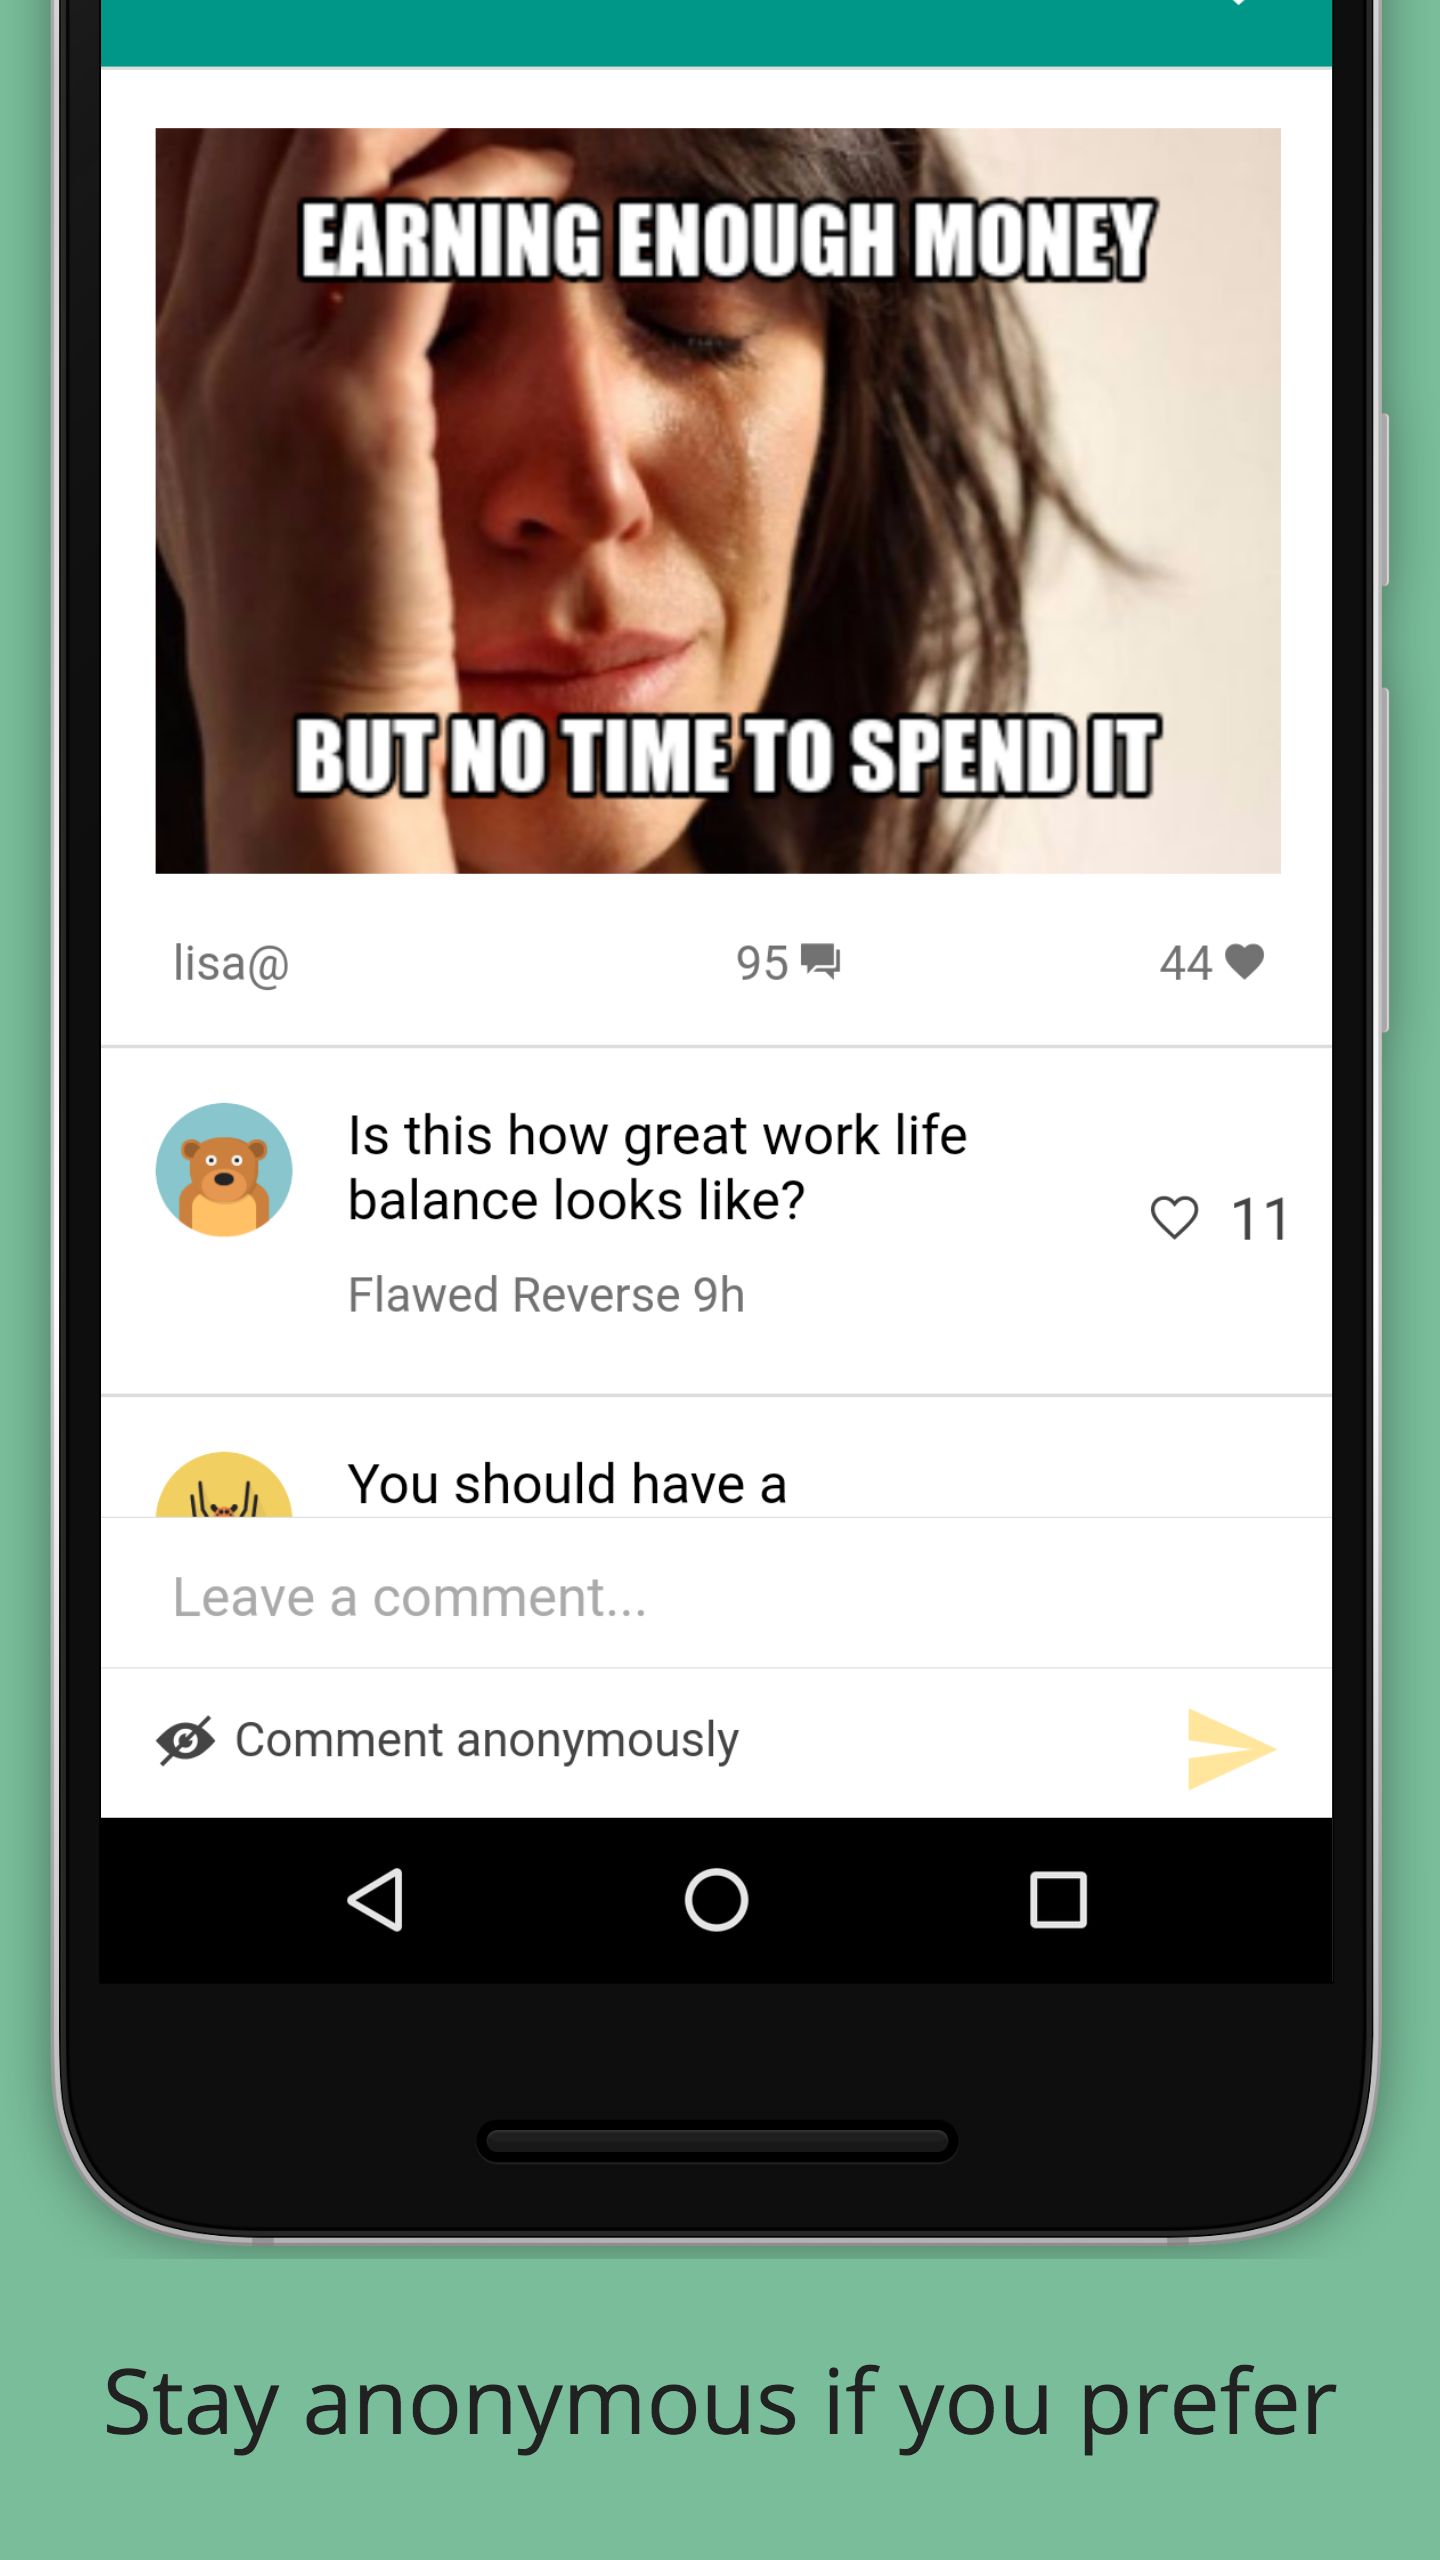 EARNING ENOUGH MONEY
BUT NO TIME TO SPEND IT
lisa@ 95 44
Is this how great work life
balance looks like?
11
Flawed Reverse 9h
You should have a
Leave a comment...
Comment anonymously
Stay anonymous if you prefer